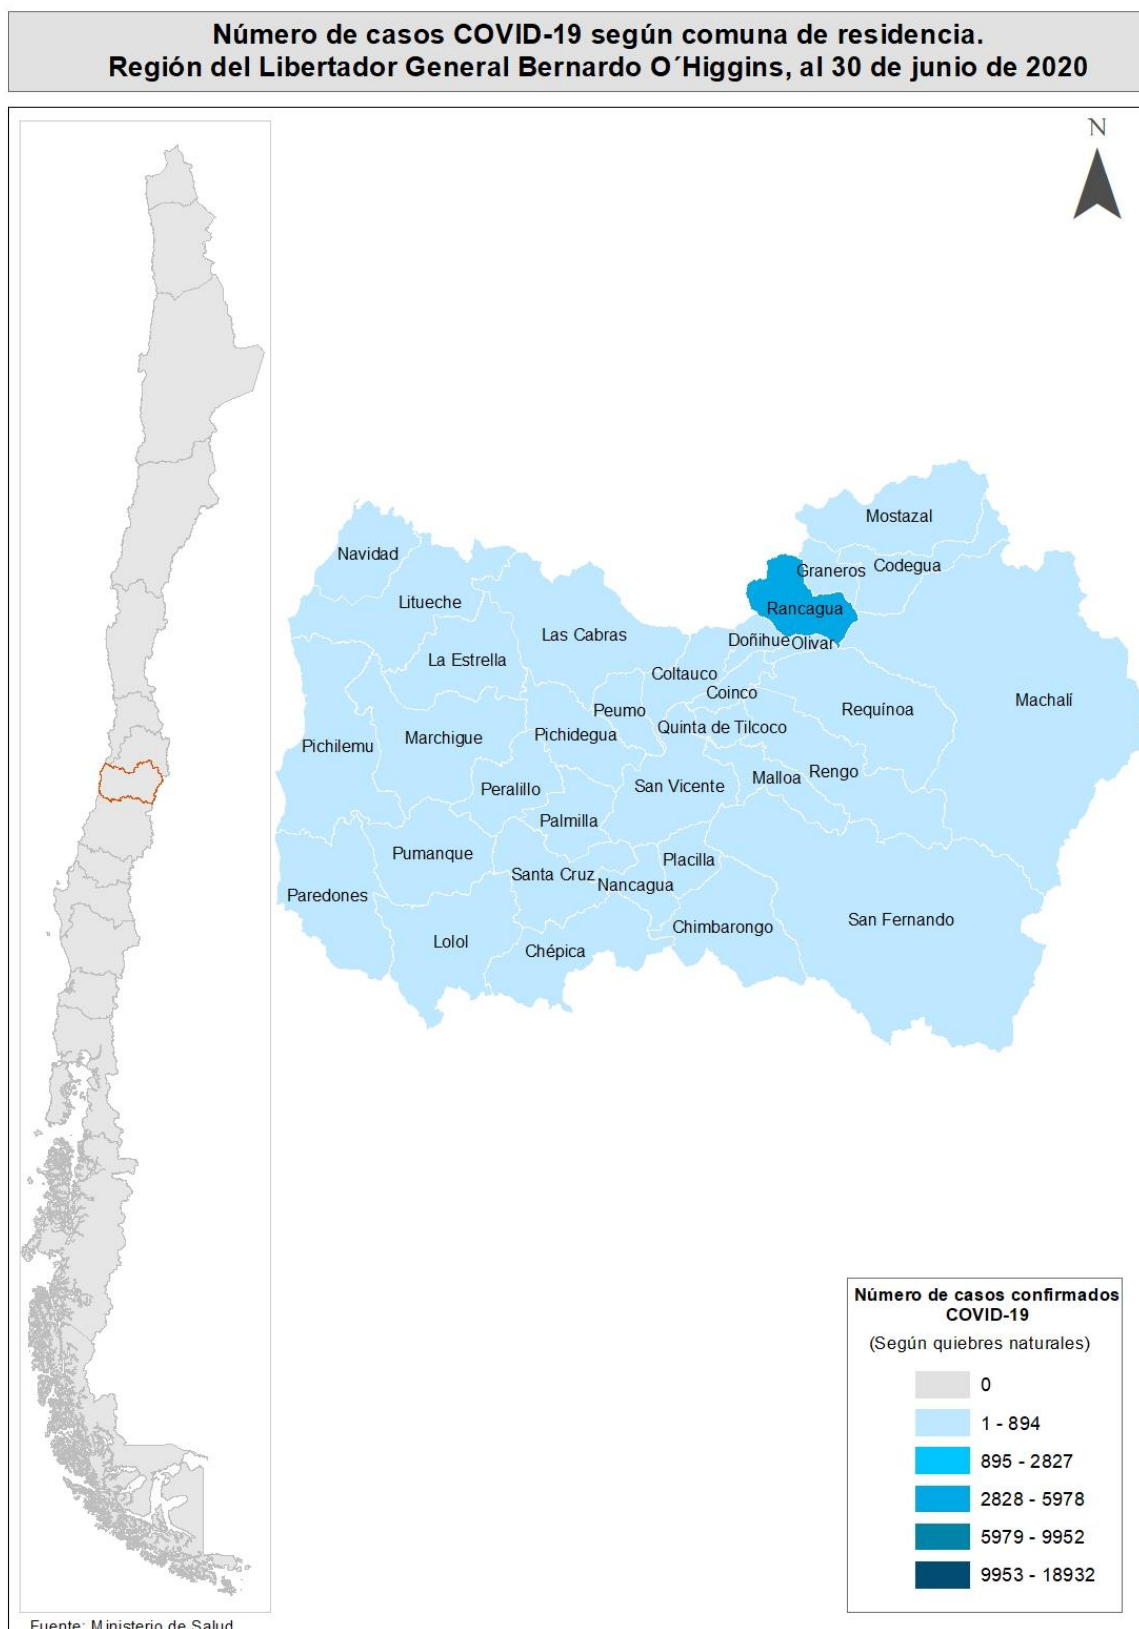 Número de casos COVID-19 según comuna de residencia.
Región del Libertador General Bernardo O´Higgins, al 30 de junio de 2020
N
Mostazal
Navidad
Graneros
Codegua
Litueche
Rancagua
Las Cabras
Doñihue
Olivar
La Estrella
Coltauco
Coinco
Machalí
Peumo
Requínoa
Quinta de Tilcoco
Pichidegua
Marchigue
Pichilemu
Rengo
Malloa
San Vicente
Peralillo
Palmilla
Pumanque
Placilla
Santa Cruz
Nancagua
Paredones
San Fernando
Chimbarongo
Lolol
Chépica
Número de casos confirmados
COVID-19
(Según quiebres naturales)
0
1 - 894
895 - 2827
2828 - 5978
5979 - 9952
9953 - 18932
Fuente: Ministerio de Salud